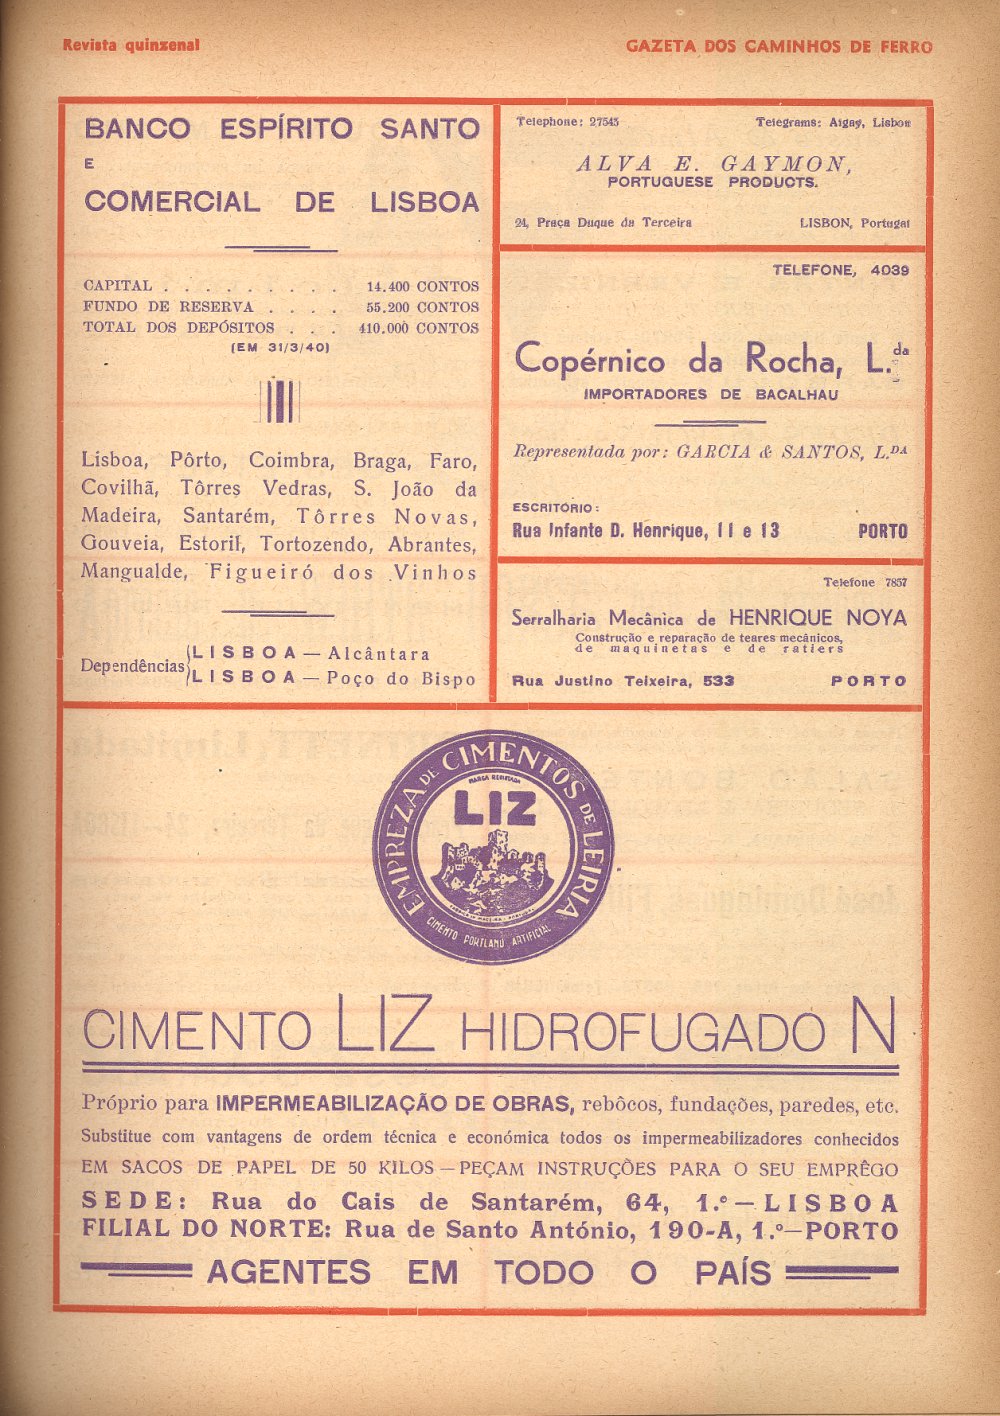 Revista quinzenal
GAZETA DOS CAMINHOS DE FERRO
BANCO ESPÍRITO SANTO
E
COMERCIAL DE LISBOA
CAPITAL . . . . . . . . . 14.400 CONTOS
FUNDO DE RESERVA . . . . 55.200 CONTOS
TOTAL DOS DEPÓSITOS . . . 410.000 CONTOS
(EM 31/3/40)
Lisboa, Pôrto, Coimbra, Braga, Faro,
Covilhã, Tôrres Vedras, S. João da
Madeira, Santarém, Tôrres Novas,
Gouveia, Estoril, Tortozendo, Abrantes,
Mangualde, Figueiró dos Vinhos
Dependências
LISBOA — Alcântara
LISBOA — Poço do Bispo
Telephone: 27543 Telegrams: Aigay, Lisbon
ALVA E. GAYMON,
PORTUGUESE PRODUCTS.
24, Praça Duque da Terceira LISBON, Portugal
TELEFONE, 4039
Copérnico da Rocha, L.da
IMPORTADORES DE BACALHAU
Representada por: GARCIA & SANTOS, L.DA
ESCRITÓRIO:
Rua Infante D. Henrique, 11 e 13 PORTO
Telefone 7857
Serralharia Mecânica de HENRIQUE NOYA
Construção e reparação de teares mecânicos,
de maquinetas e de ratiers
Rua Justino Teixeira, 533 PORTO
EMPREZA DE CIMENTOS DE LEIRIA
MARCA REGISTADA
LIZ
CIMENTO PORTLAND ARTIFICIAL
CIMENTO LIZ HIDROFUGADO N
Próprio para IMPERMEABILIZAÇÃO DE OBRAS, rebôcos, fundações, paredes, etc.
Substitue com vantagens de ordem técnica e económica todos os impermeabilizadores conhecidos
EM SACOS DE PAPEL DE 50 KILOS — PEÇAM INSTRUÇÕES PARA O SEU EMPRÊGO
SEDE: Rua do Cais de Santarém, 64, 1.º — LISBOA
FILIAL DO NORTE: Rua de Santo António, 190-A, 1.º — PORTO
AGENTES EM TODO O PAÍS